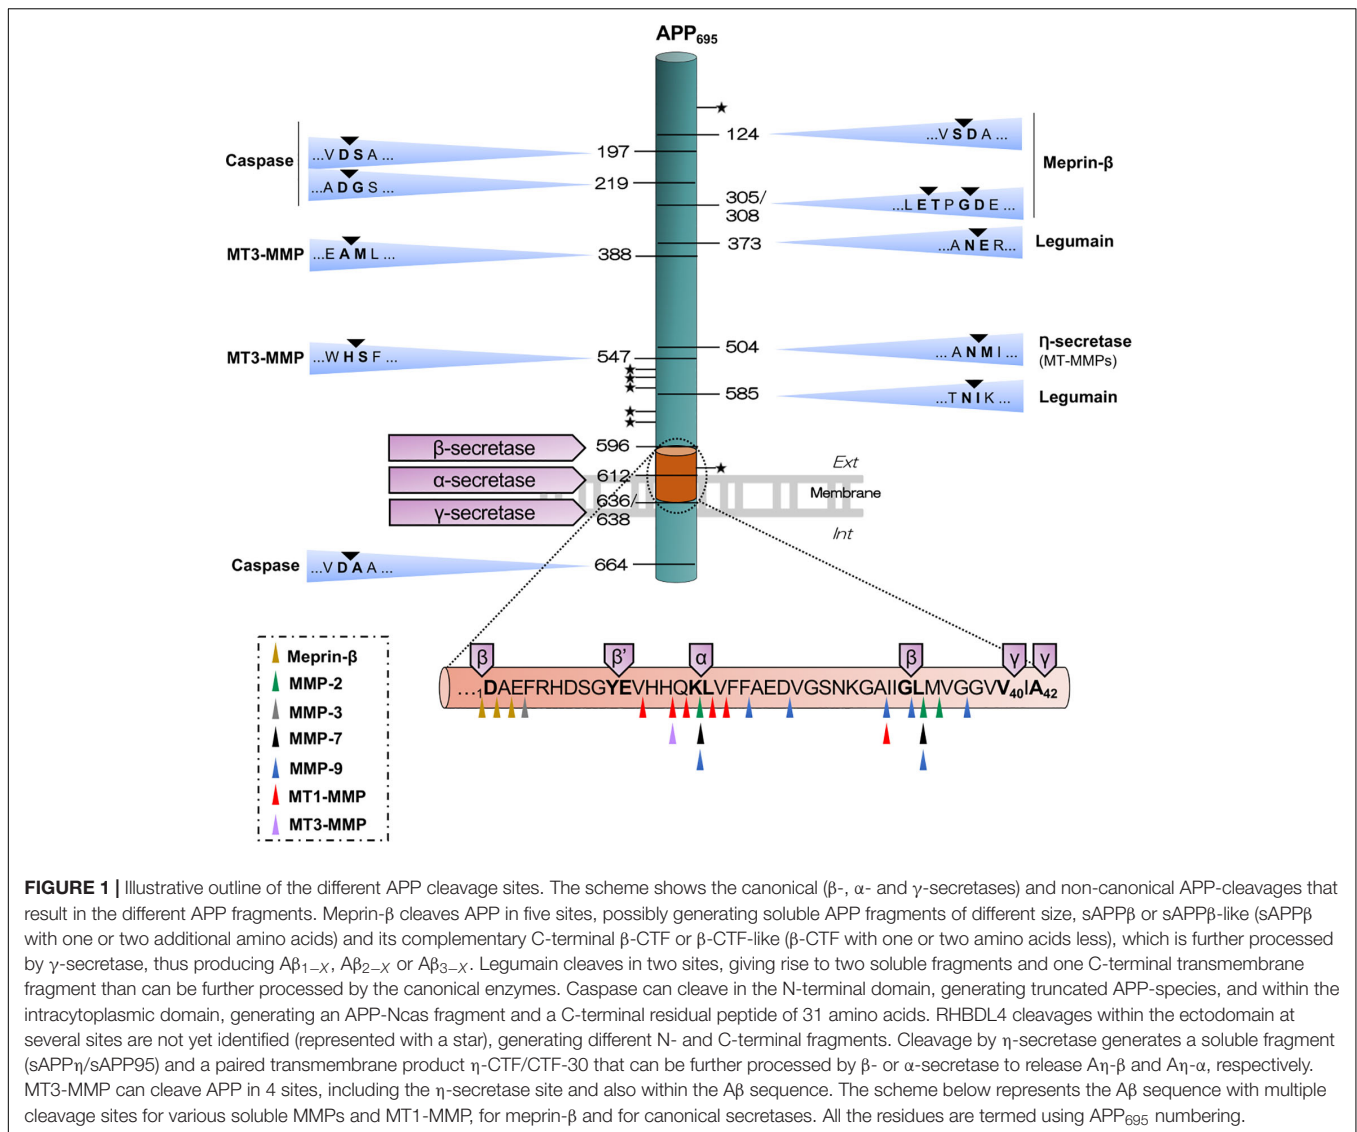 APP695
124
...V S D A ...
Meprin-β
Caspase
...V D S A ...
197
...A D G S ...
219
305/
308
...L E T P G D E ...
373
...A N E R...
Legumain
MT3-MMP
...E A M L ...
388
504
... A N M I ...
η-secretase
(MT-MMPs)
MT3-MMP
...W H S F ...
547
585
...T N I K ...
Legumain
β-secretase
596
α-secretase
612
γ-secretase
636/
638
Ext
Membrane
Int
Caspase
...V D A A ...
664
β β' α β γ γ
...1DAEFRHDSGYEVHHQKLVFFAEDVGSNKGAIIGLMVGGVV40IA42
Meprin-β
MMP-2
MMP-3
MMP-7
MMP-9
MT1-MMP
MT3-MMP
FIGURE 1 | Illustrative outline of the different APP cleavage sites. The scheme shows the canonical (β-, α- and γ-secretases) and non-canonical APP-cleavages that
result in the different APP fragments. Meprin-β cleaves APP in five sites, possibly generating soluble APP fragments of different size, sAPPβ or sAPPβ-like (sAPPβ
with one or two additional amino acids) and its complementary C-terminal β-CTF or β-CTF-like (β-CTF with one or two amino acids less), which is further processed
by γ-secretase, thus producing Aβ1–X, Aβ2–X or Aβ3–X. Legumain cleaves in two sites, giving rise to two soluble fragments and one C-terminal transmembrane
fragment than can be further processed by the canonical enzymes. Caspase can cleave in the N-terminal domain, generating truncated APP-species, and within the
intracytoplasmic domain, generating an APP-Ncas fragment and a C-terminal residual peptide of 31 amino acids. RHBDL4 cleavages within the ectodomain at
several sites are not yet identified (represented with a star), generating different N- and C-terminal fragments. Cleavage by η-secretase generates a soluble fragment
(sAPPη/sAPP95) and a paired transmembrane product η-CTF/CTF-30 that can be further processed by β- or α-secretase to release Aη-β and Aη-α, respectively.
MT3-MMP can cleave APP in 4 sites, including the η-secretase site and also within the Aβ sequence. The scheme below represents the Aβ sequence with multiple
cleavage sites for various soluble MMPs and MT1-MMP, for meprin-β and for canonical secretases. All the residues are termed using APP695 numbering.